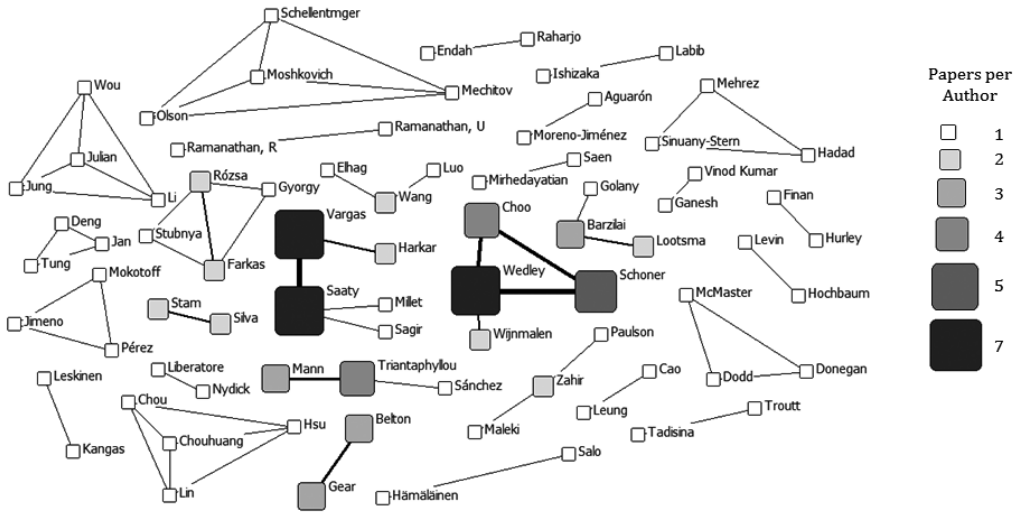 Schellentmger
Endah
Raharjo
Labib
Ishizaka
Moshkovich
Mechitov
Olson
Wou
Mehrez
Aguarón
Moreno-Jiménez
Sinuany-Stern
Hadad
Ramanathan, U
Ramanathan, R
Julian
Jung
Li
Rózsa
Gyorgy
Elhag
Luo
Wang
Saen
Mirhedayatian
Golany
Vinod Kumar
Ganesh
Finan
Hurley
Deng
Jan
Tung
Stubnya
Farkas
Vargas
Harkar
Choo
Barzilai
Lootsma
Levin
Hochbaum
Mokotoff
Jimeno
Pérez
Stam
Silva
Saaty
Millet
Sagir
Wedley
Schoner
Wijnmalen
McMaster
Dodd
Donegan
Paulson
Zahir
Maleki
Leskinen
Kangas
Liberatore
Nydick
Mann
Triantaphyllou
Sánchez
Cao
Leung
Troutt
Tadisina
Chou
Chouhuang
Hsu
Lin
Belton
Gear
Salo
Hämäläinen
Papers per
Author
1
2
3
4
5
7